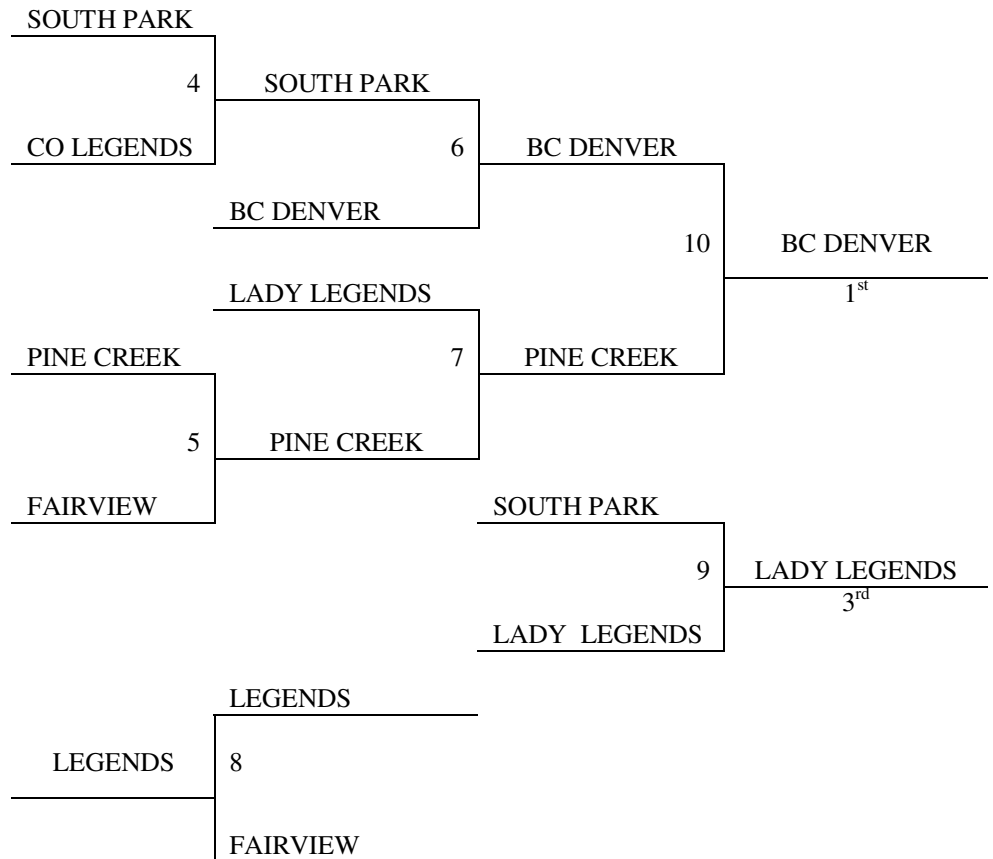 SOUTH PARK
4 SOUTH PARK
CO LEGENDS 6 BC DENVER
BC DENVER
10 BC DENVER
LADY LEGENDS 1st
PINE CREEK 7 PINE CREEK
5 PINE CREEK
FAIRVIEW SOUTH PARK
9 LADY LEGENDS
3rd
LADY LEGENDS
LEGENDS
LEGENDS 8
FAIRVIEW